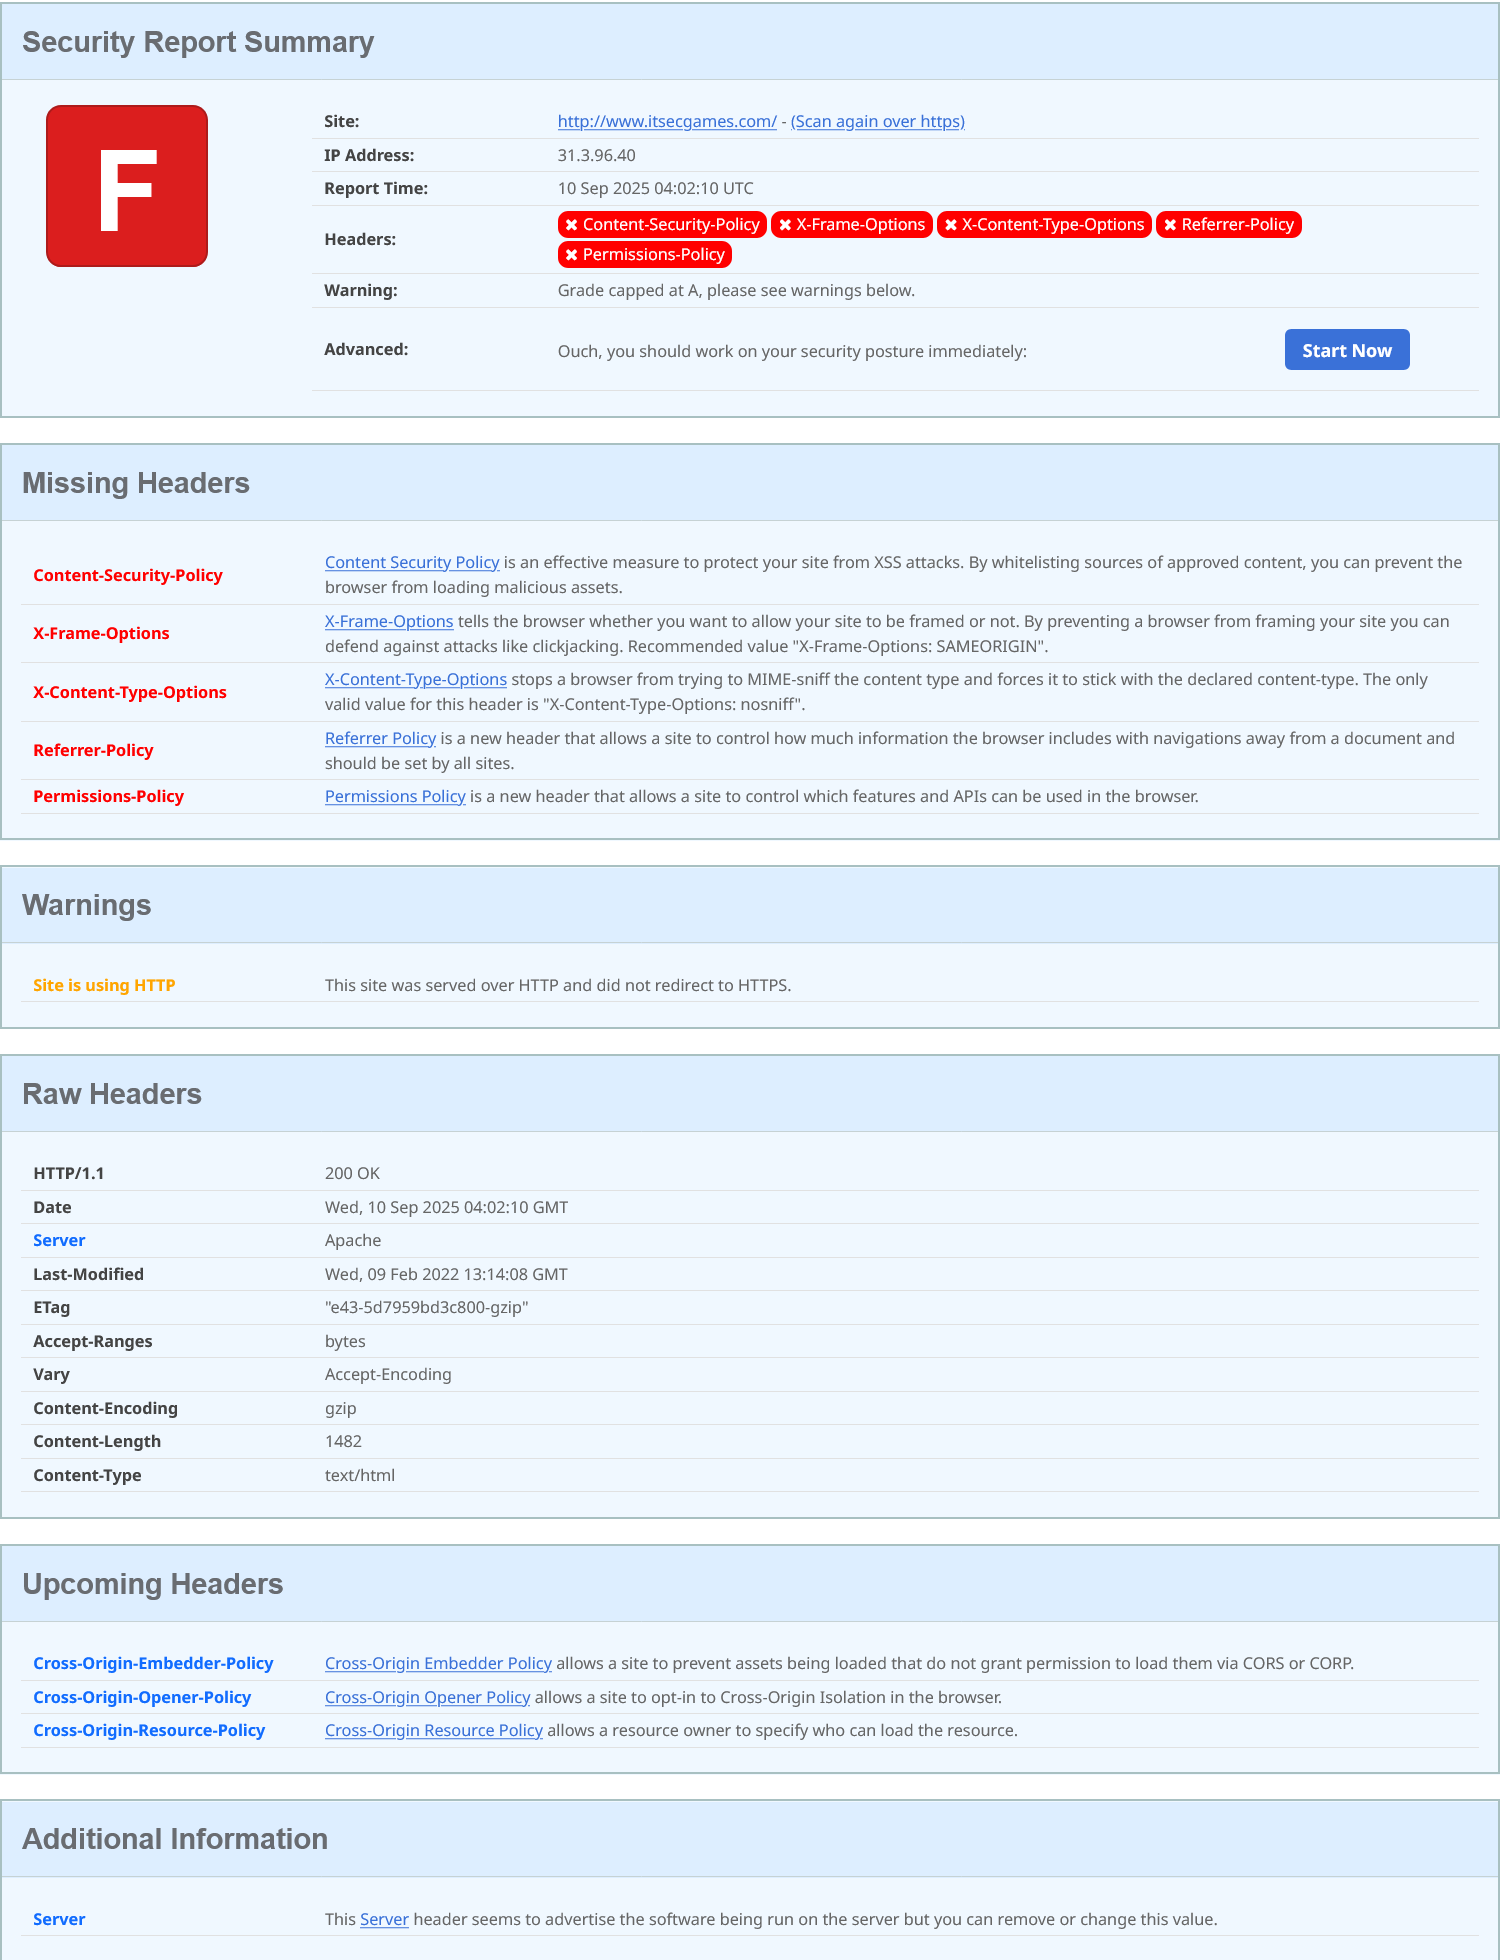 Security Report Summary
F
Site: http://www.itsecgames.com/ - (Scan again over https)
IP Address: 31.3.96.40
Report Time: 10 Sep 2025 04:02:10 UTC
Headers: ✖ Content-Security-Policy ✖ X-Frame-Options ✖ X-Content-Type-Options ✖ Referrer-Policy
✖ Permissions-Policy
Warning: Grade capped at A, please see warnings below.
Advanced: Ouch, you should work on your security posture immediately: Start Now
Missing Headers
Content-Security-Policy Content Security Policy is an effective measure to protect your site from XSS attacks. By whitelisting sources of approved content, you can prevent the
browser from loading malicious assets.
X-Frame-Options X-Frame-Options tells the browser whether you want to allow your site to be framed or not. By preventing a browser from framing your site you can
defend against attacks like clickjacking. Recommended value "X-Frame-Options: SAMEORIGIN".
X-Content-Type-Options X-Content-Type-Options stops a browser from trying to MIME-sniff the content type and forces it to stick with the declared content-type. The only
valid value for this header is "X-Content-Type-Options: nosniff".
Referrer-Policy Referrer Policy is a new header that allows a site to control how much information the browser includes with navigations away from a document and
should be set by all sites.
Permissions-Policy Permissions Policy is a new header that allows a site to control which features and APIs can be used in the browser.
Warnings
Site is using HTTP This site was served over HTTP and did not redirect to HTTPS.
Raw Headers
HTTP/1.1 200 OK
Date Wed, 10 Sep 2025 04:02:10 GMT
Server Apache
Last-Modified Wed, 09 Feb 2022 13:14:08 GMT
ETag "e43-5d7959bd3c800-gzip"
Accept-Ranges bytes
Vary Accept-Encoding
Content-Encoding gzip
Content-Length 1482
Content-Type text/html
Upcoming Headers
Cross-Origin-Embedder-Policy Cross-Origin Embedder Policy allows a site to prevent assets being loaded that do not grant permission to load them via CORS or CORP.
Cross-Origin-Opener-Policy Cross-Origin Opener Policy allows a site to opt-in to Cross-Origin Isolation in the browser.
Cross-Origin-Resource-Policy Cross-Origin Resource Policy allows a resource owner to specify who can load the resource.
Additional Information
Server This Server header seems to advertise the software being run on the server but you can remove or change this value.